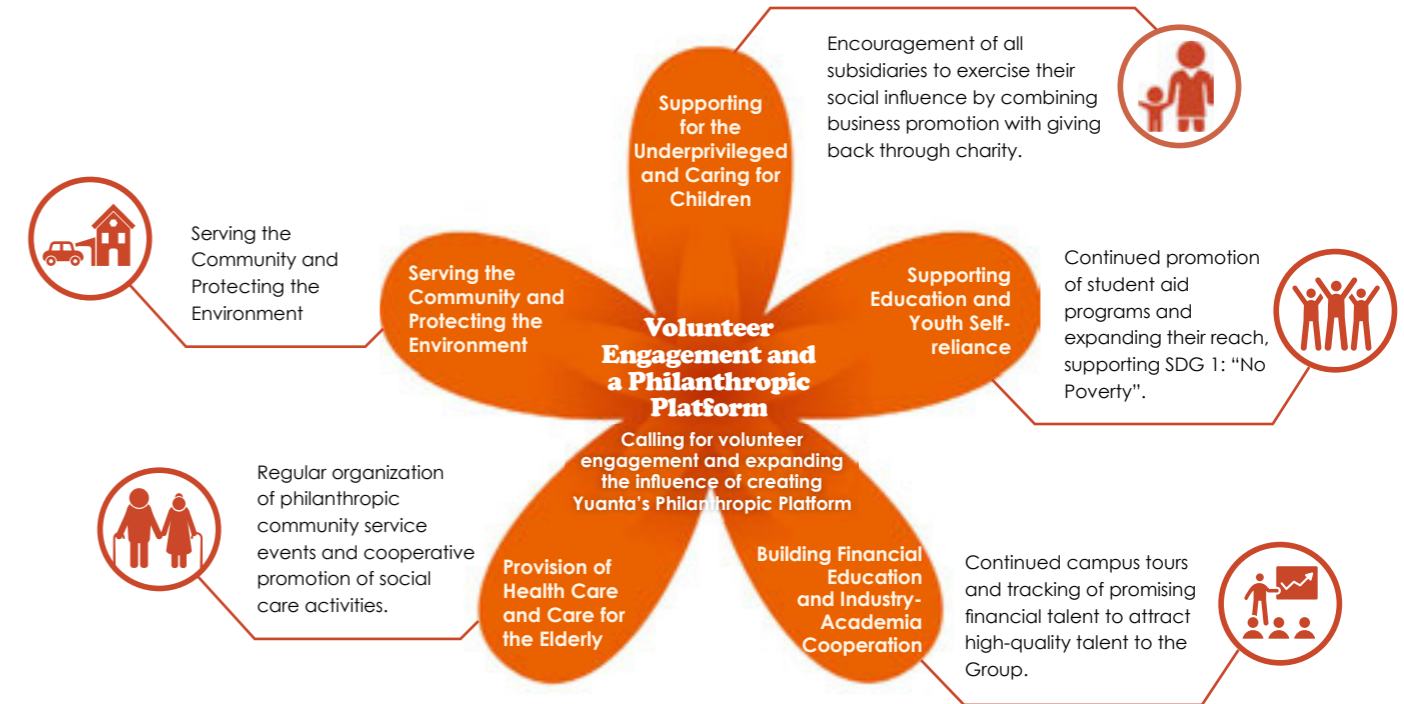 Encouragement of all
subsidiaries to exercise their
social influence by combining
business promotion with giving
back through charity.
Supporting
for the
Underprivileged
and Caring for
Children
Serving the
Community and
Protecting the
Environment
Serving the
Community and
Protecting the
Environment
Supporting
Education and
Youth Self-
reliance
Continued promotion
of student aid
programs and
expanding their reach,
supporting SDG 1: “No
Poverty”.
Volunteer
Engagement and
a Philanthropic
Platform
Calling for volunteer
engagement and expanding
the influence of creating
Yuanta’s Philanthropic Platform
Regular organization
of philanthropic
community service
events and cooperative
promotion of social
care activities.
Provision of
Health Care
and Care for
the Elderly
Building Financial
Education
and Industry-
Academia
Cooperation
Continued campus tours
and tracking of promising
financial talent to attract
high-quality talent to the
Group.